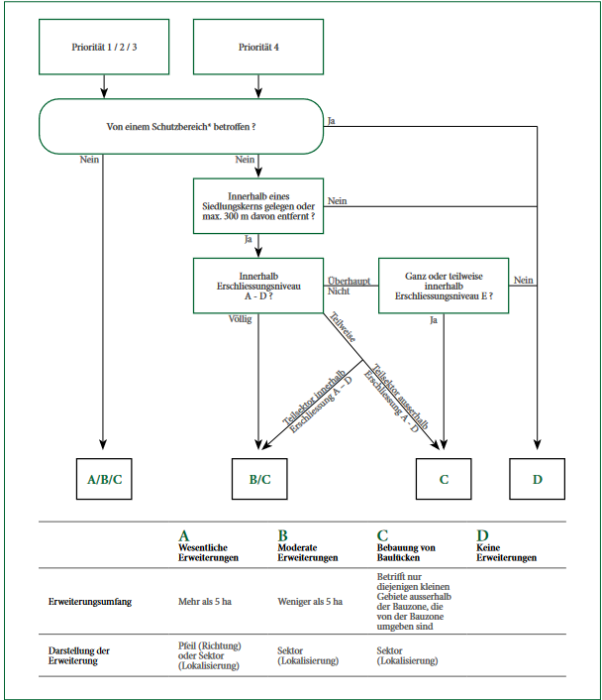 Priorität 1 / 2 / 3
Priorität 4
Von einem Schutzbereich* betroffen ?
Ja
Nein
Nein
Innerhalb eines
Siedlungskerns gelegen oder
max. 300 m davon entfernt ?
Nein
Ja
Innerhalb
Erschliessungsniveau
A - D ?
Überhaupt
Nicht
Ganz oder teilweise
innerhalb
Erschliessungsniveau E ?
Nein
Völlig
Teilweise
Ja
Teilsektor innerhalb
Erschliessung A – D
Teilsektor ausserhalb
Erschliessung A - D
A/B/C
B/C
C
D
A
Wesentliche
Erweiterungen
B
Moderate
Erweiterungen
C
Bebauung von
Baulücken
D
Keine
Erweiterungen
Erweiterungsumfang
Mehr als 5 ha
Weniger als 5 ha
Betrifft nur
diejenigen kleinen
Gebiete ausserhalb
der Bauzone, die
von der Bauzone
umgeben sind
Darstellung der
Erweiterung
Pfeil (Richtung)
oder Sektor
(Lokalisierung)
Sektor
(Lokalisierung)
Sektor
(Lokalisierung)